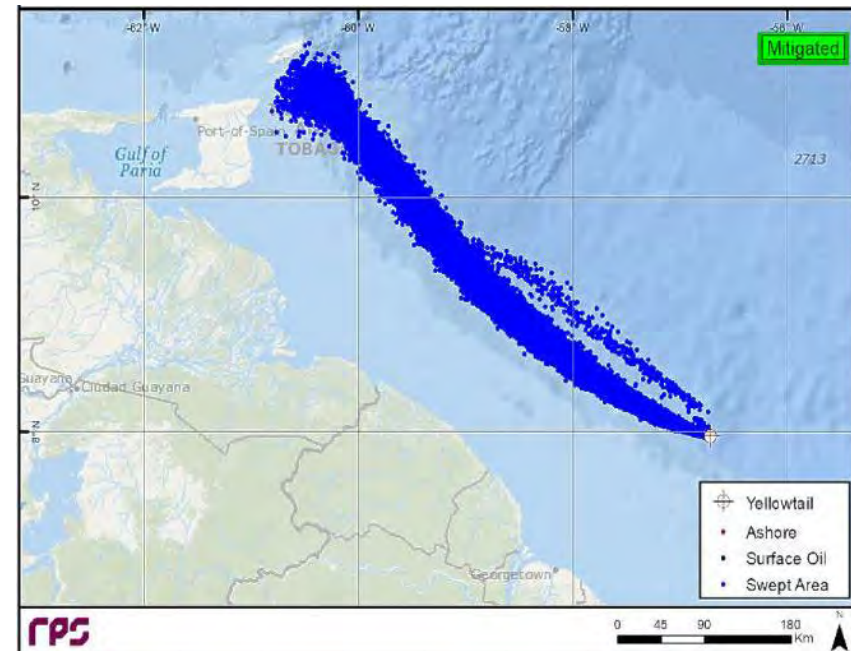 -62°W -60°W -58°W -56°W
Mitigated
Port-of-Spain
TOBAG
Gulf of
Paria
2713
10°N
Guayana
Ciudad Guayana
8°N
Georgetown
Yellowtail
Ashore
Surface Oil
Swept Area
rps
0 45 90 180
Km
N